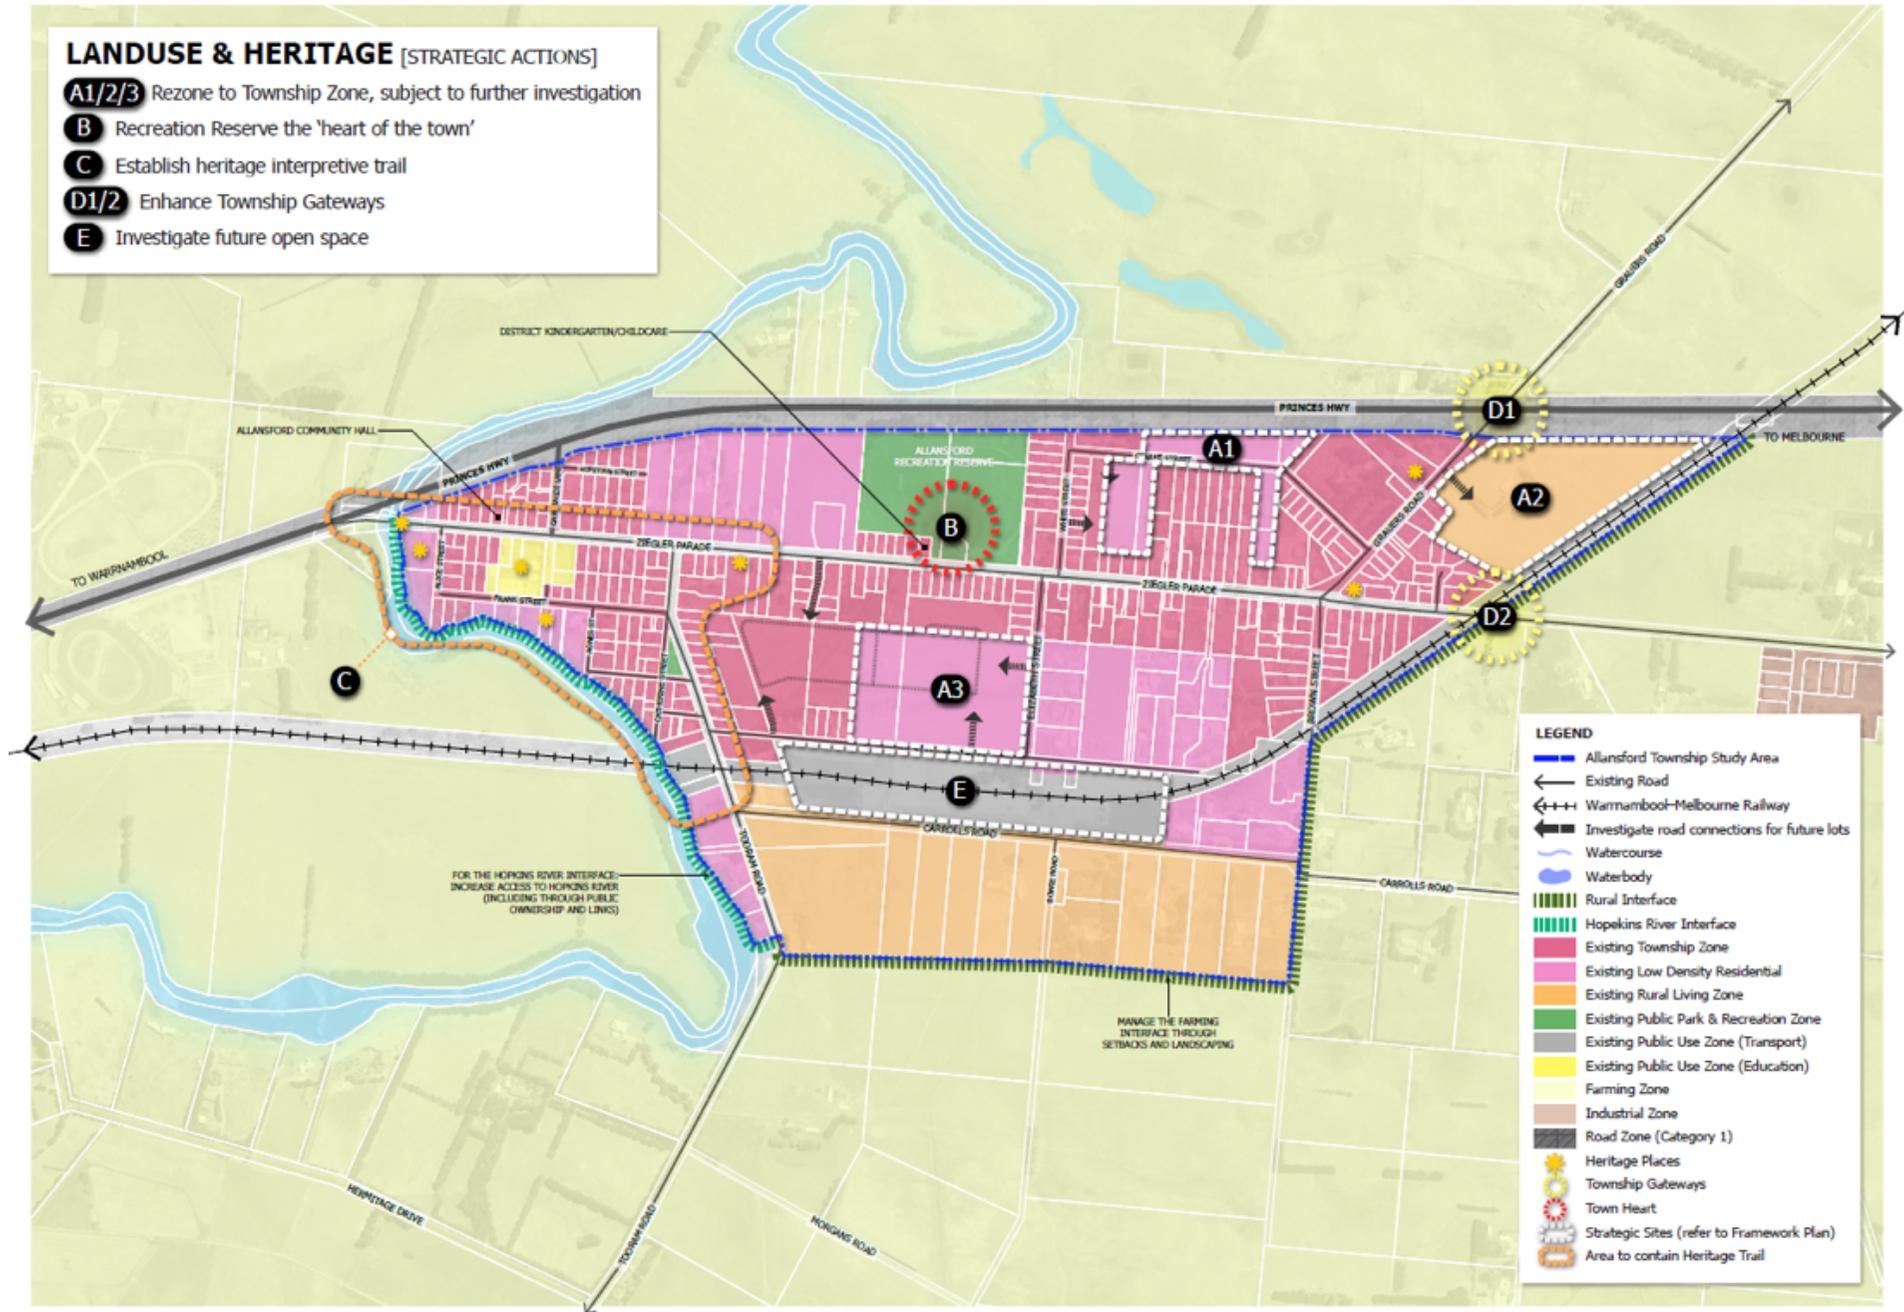 LANDUSE & HERITAGE [STRATEGIC ACTIONS]
A1/2/3 Rezone to Township Zone, subject to further investigation
B Recreation Reserve the ‘heart of the town’
C Establish heritage interpretive trail
D1/2 Enhance Township Gateways
E Investigate future open space
GRAUERS ROAD
DISTRICT KINDERGARTEN/CHILDCARE
PRINCES HWY
D1
TO MELBOURNE
ALLANSFORD COMMUNITY HALL
ALLANSFORD
RECREATION RESERVE
A1
PRINCES HWY
A2
B
GRAUERS ROAD
ZIEGLER PARADE
ZIEGLER PARADE
TO WARRNAMBOOL
FRANK STREET
D2
C
A3
ELIZABETH STREET
BROWN STREET
E
CARROLLS ROAD
TOORAM ROAD
FOR THE HOPKINS RIVER INTERFACE:
INCREASE ACCESS TO HOPKINS RIVER
(INCLUDING THROUGH PUBLIC
OWNERSHIP AND LINKS)
CARROLLS ROAD
MANAGE THE FARMING
INTERFACE THROUGH
SETBACKS AND LANDSCAPING
HERMITAGE DRIVE
TOORAM ROAD
MORGANS ROAD
LEGEND
Allansford Township Study Area
Existing Road
Warrnambool-Melbourne Railway
Investigate road connections for future lots
Watercourse
Waterbody
Rural Interface
Hopekins River Interface
Existing Township Zone
Existing Low Density Residential
Existing Rural Living Zone
Existing Public Park & Recreation Zone
Existing Public Use Zone (Transport)
Existing Public Use Zone (Education)
Farming Zone
Industrial Zone
Road Zone (Category 1)
Heritage Places
Township Gateways
Town Heart
Strategic Sites (refer to Framework Plan)
Area to contain Heritage Trail